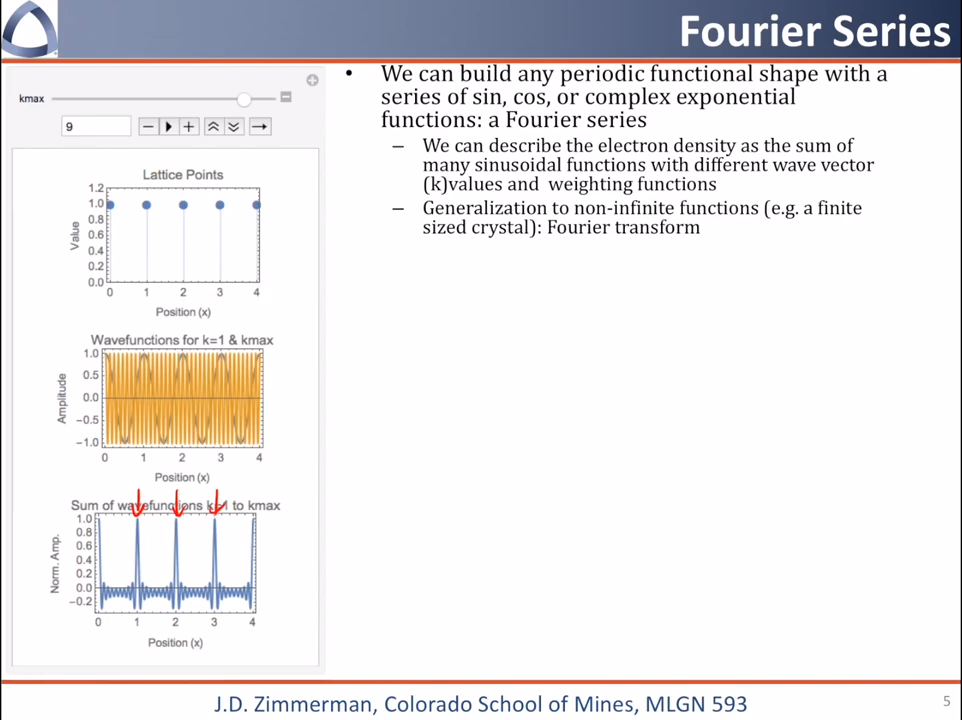 Fourier Series
kmax
9
Lattice Points
1.2
1.0
0.8
0.6
0.4
0.2
0.0
Value
0 1 2 3 4
Position (x)
Wavefunctions for k=1 & kmax
1.0
0.5
0.0
−0.5
−1.0
Amplitude
0 1 2 3 4
Position (x)
Sum of wavefunctions k=1 to kmax
1.0
0.8
0.6
0.4
0.2
0.0
−0.2
Norm. Amp.
0 1 2 3 4
Position (x)
• We can build any periodic functional shape with a
series of sin, cos, or complex exponential
functions: a Fourier series
– We can describe the electron density as the sum of
many sinusoidal functions with different wave vector
(k)values and weighting functions
– Generalization to non-infinite functions (e.g. a finite
sized crystal): Fourier transform
J.D. Zimmerman, Colorado School of Mines, MLGN 593
5